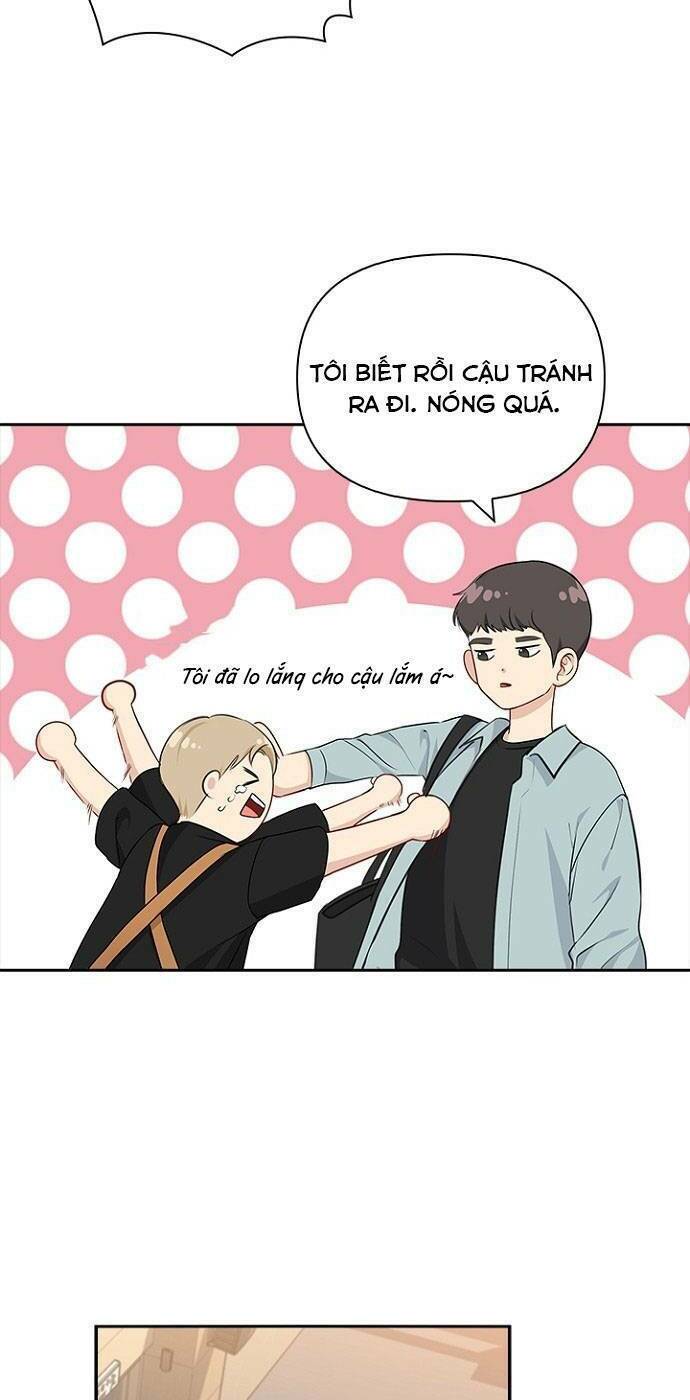 TÔI BIẾT RỒI CẬU TRÁNH
RA ĐI. NÓNG QUÁ.
Tôi đã lo lắng cho cậu lắm á~